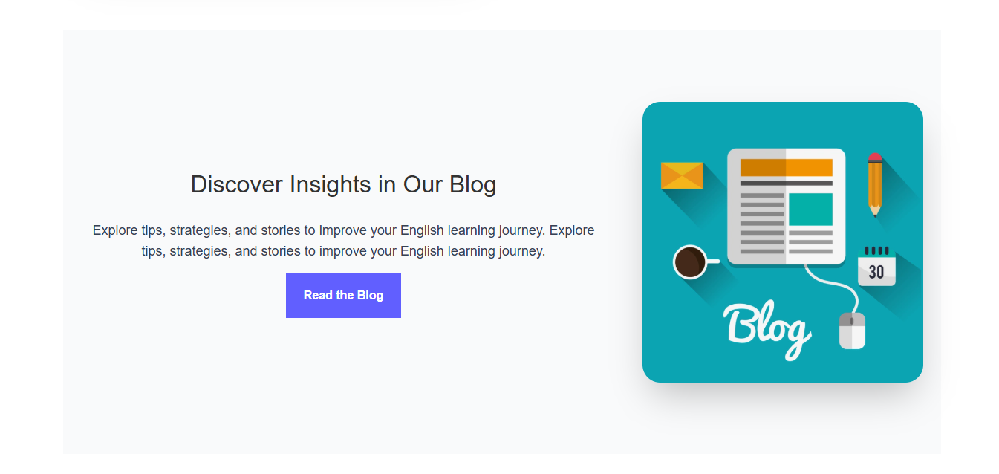 Discover Insights in Our Blog
Explore tips, strategies, and stories to improve your English learning journey. Explore
tips, strategies, and stories to improve your English learning journey.
Read the Blog
30
Blog